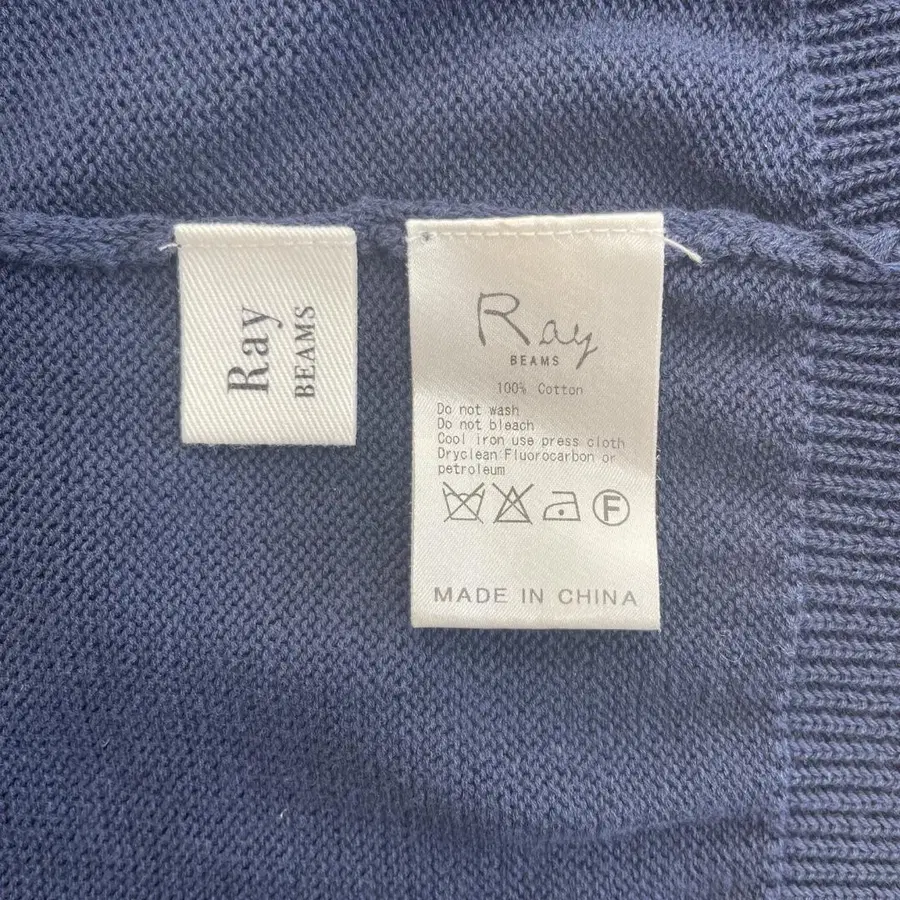 Ray
BEAMS
Ray
BEAMS
100% Cotton
Do not wash
Do not bleach
Cool iron use press cloth
Dryclean Fluorocarbon or
petroleum
F
MADE IN CHINA